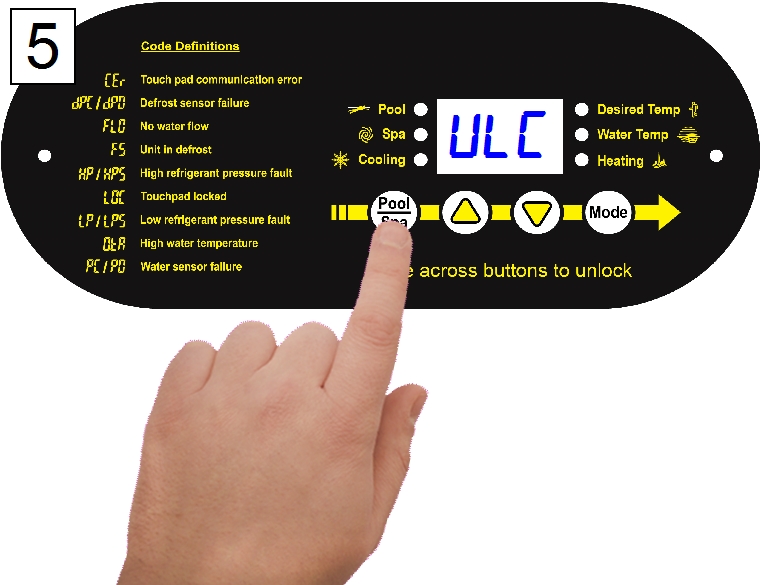 5
Code Definitions
CEr Touch pad communication error
dPC/dPO Defrost sensor failure
FLO No water flow
FS Unit in defrost
HP/HPS High refrigerant pressure fault
LOC Touchpad locked
LP/LPS Low refrigerant pressure fault
OtA High water temperature
PC/PO Water sensor failure
Pool
Spa
Cooling
ULC
Desired Temp
Water Temp
Heating
Pool
Spa
Mode
across buttons to unlock